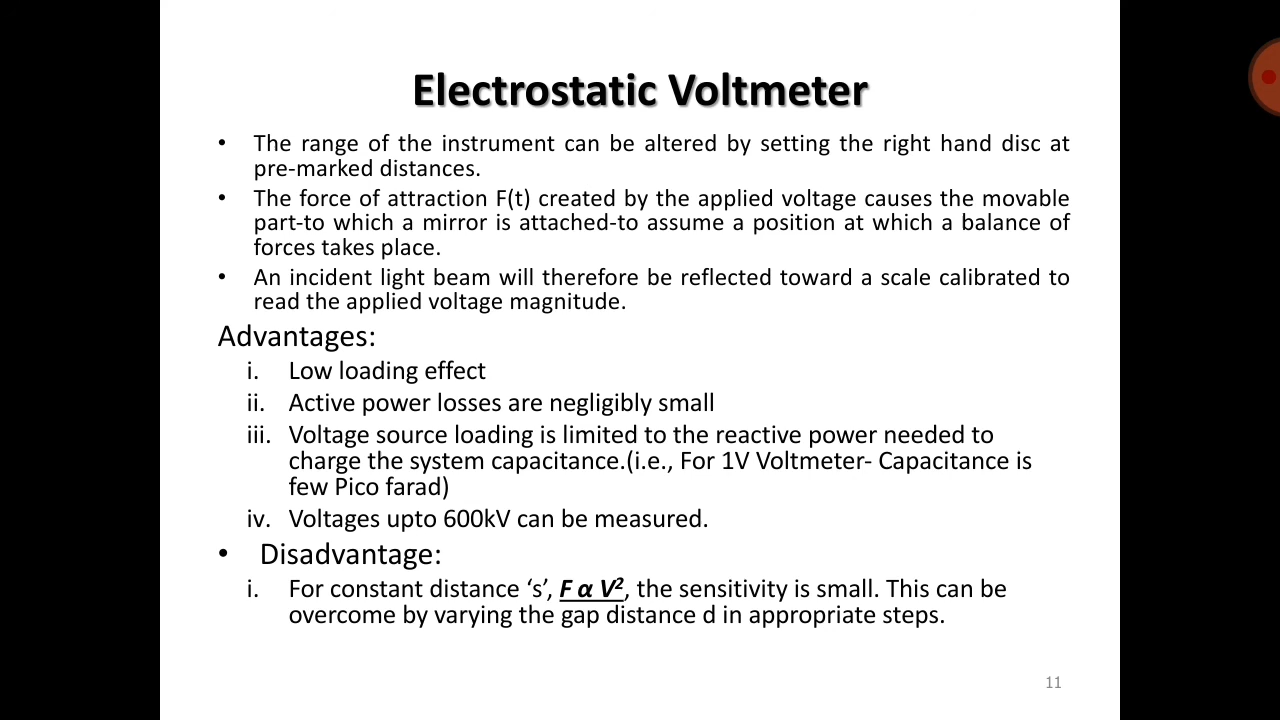 Electrostatic Voltmeter
• The range of the instrument can be altered by setting the right hand disc at
pre-marked distances.
• The force of attraction F(t) created by the applied voltage causes the movable
part-to which a mirror is attached-to assume a position at which a balance of
forces takes place.
• An incident light beam will therefore be reflected toward a scale calibrated to
read the applied voltage magnitude.
Advantages:
i. Low loading effect
ii. Active power losses are negligibly small
iii. Voltage source loading is limited to the reactive power needed to
charge the system capacitance.(i.e., For 1V Voltmeter- Capacitance is
few Pico farad)
iv. Voltages upto 600kV can be measured.
• Disadvantage:
i. For constant distance ‘s’, F α V², the sensitivity is small. This can be
overcome by varying the gap distance d in appropriate steps.
11